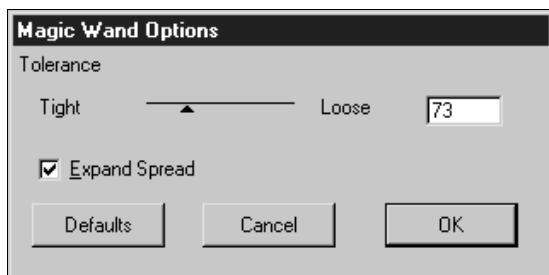 Magic Wand Options
Tolerance
Tight Loose 73
Expand Spread
Defaults Cancel OK